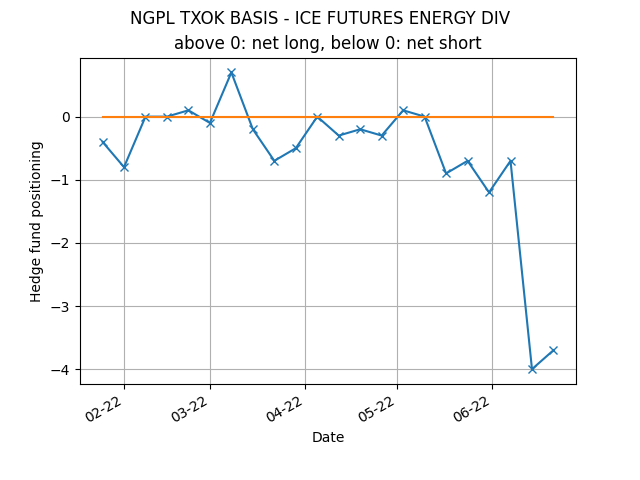 NGPL TXOK BASIS - ICE FUTURES ENERGY DIV
above 0: net long, below 0: net short
Hedge fund positioning
0
−1
−2
−3
−4
02-22
03-22
04-22
05-22
06-22
Date